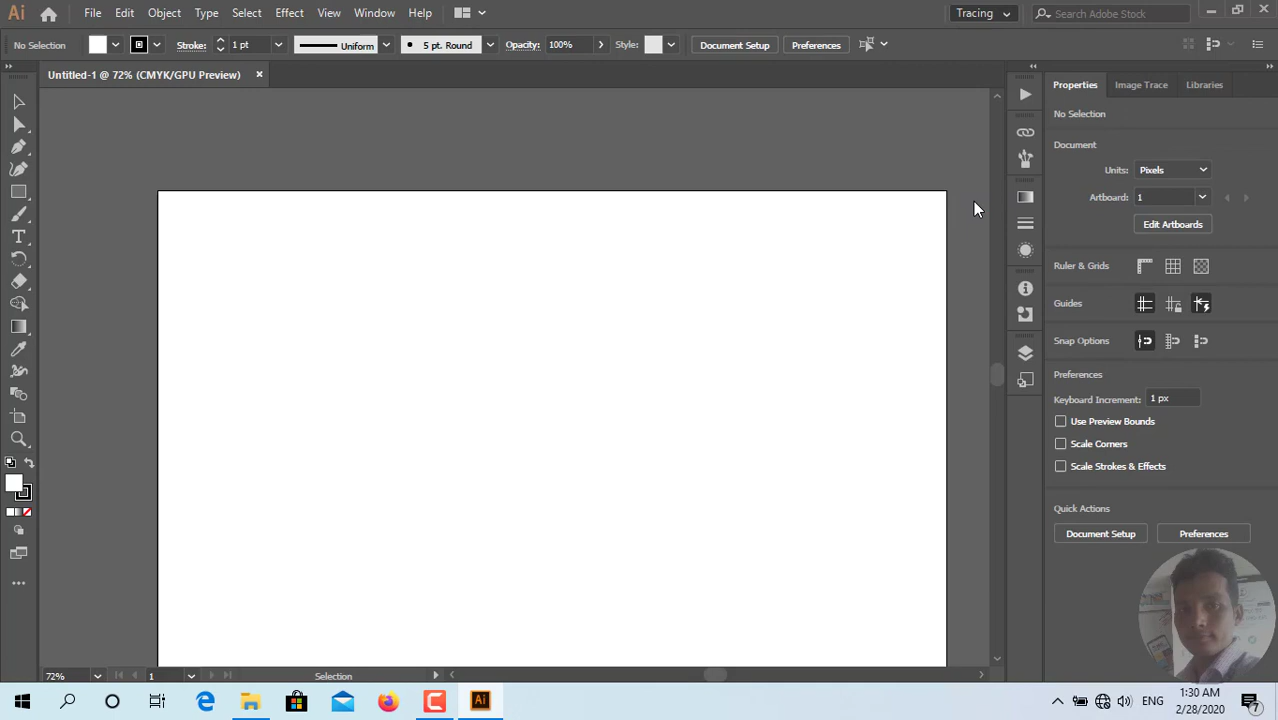 Ai File Edit Object Type Select Effect View Window Help Tracing Search Adobe Stock
No Selection Stroke: 1 pt Uniform 5 pt. Round Opacity: 100% Style: Document Setup Preferences
Untitled-1 @ 72% (CMYK/GPU Preview)
Properties Image Trace Libraries
No Selection
Document
Units: Pixels
Artboard: 1
Edit Artboards
Ruler & Grids
Guides
Snap Options
Preferences
Keyboard Increment: 1 px
Use Preview Bounds
Scale Corners
Scale Strokes & Effects
Quick Actions
Document Setup Preferences
72% 1 Selection
Ai ENG 1:30 AM
2/28/2020 7